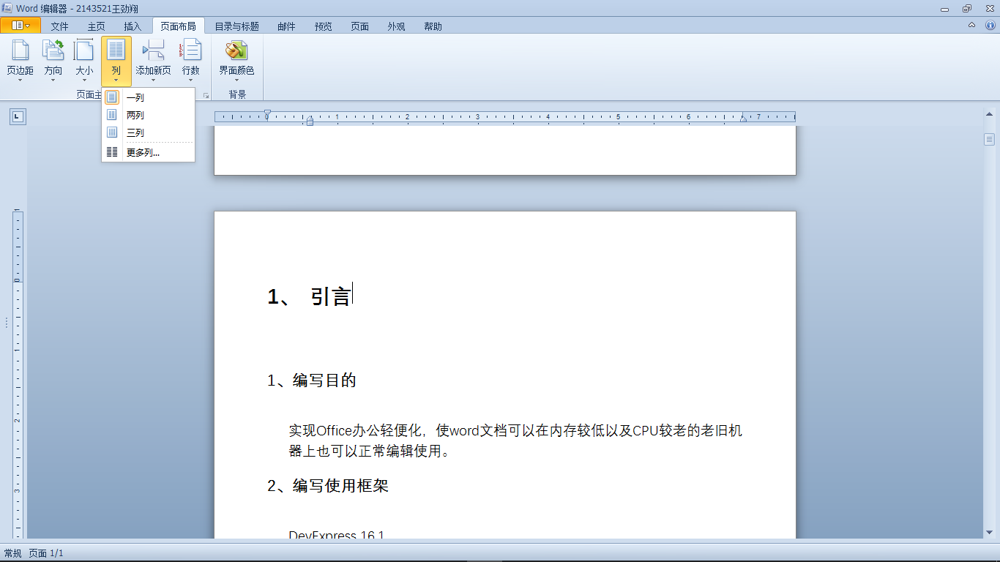 Word 编辑器 - 2143521王劲翔
文件 主页 插入 页面布局 目录与标题 邮件 预览 页面 外观 帮助
页边距 方向 大小 列 添加新页 行数 界面颜色
页面主 背景
一列
两列
三列
更多列...
0 1 2 3 4 5 6 7
1、 引言
1、编写目的
实现Office办公轻便化，使word文档可以在内存较低以及CPU较老的老旧机
器上也可以正常编辑使用。
2、编写使用框架
DevExpress 16.1
1
0
1
2
3
常规 页面 1/1